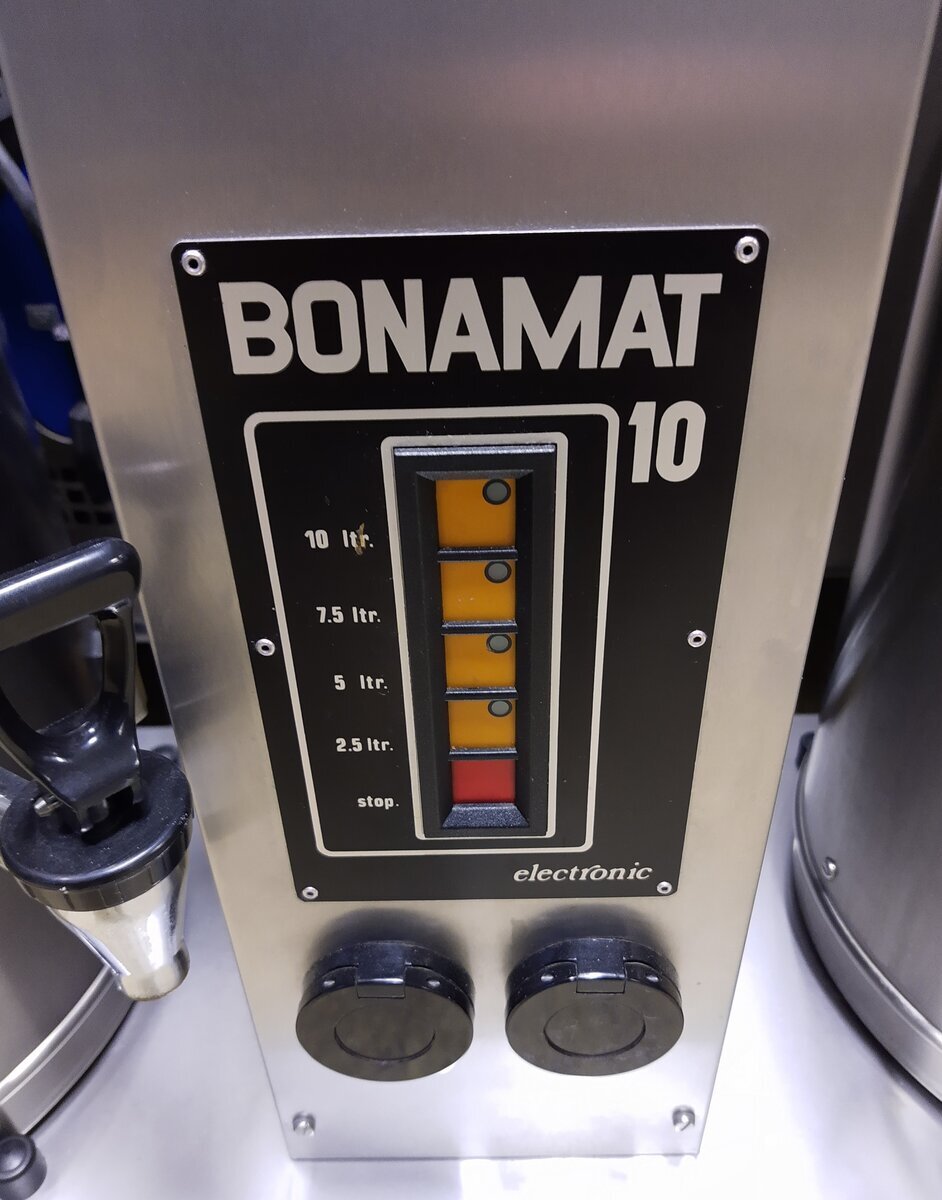 BONAMAT
10
10 ltr.
7.5 ltr.
5 ltr.
2.5 ltr.
stop.
electronic